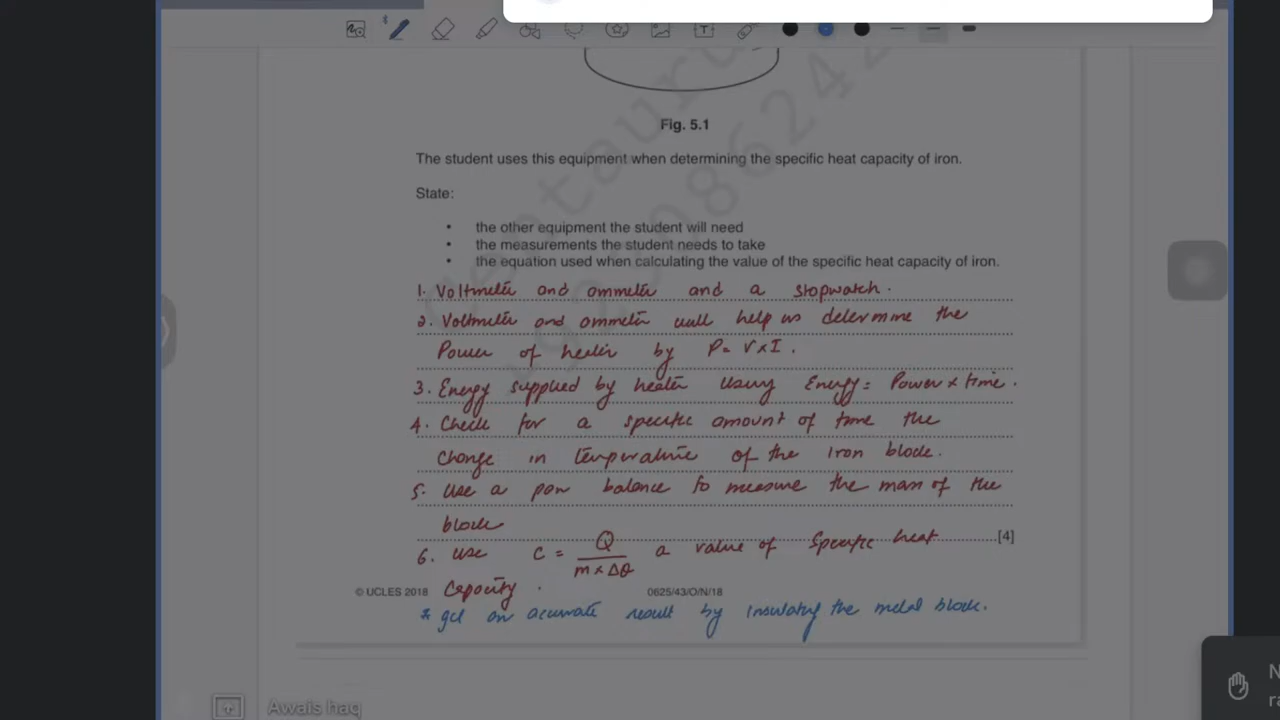 Fig. 5.1
The student uses this equipment when determining the specific heat capacity of iron.
State:
• the other equipment the student will need
• the measurements the student needs to take
• the equation used when calculating the value of the specific heat capacity of iron.
1. Voltmeter and ammeter and a stopwatch.
2. Voltmeter and ammeter will help us determine the
Power of heater by P= V×I.
3. Energy supplied by heater using Energy = Power × time.
4. Check for a specific amount of time the
change in temperature of the iron block.
5. Use a pan balance to measure the mass of the
block
[4]
6. use c = Q / m × Δθ a value of specific heat
capacity.
© UCLES 2018 0625/43/O/N/18
* get an accurate result by insulating the metal block.
Awais haq